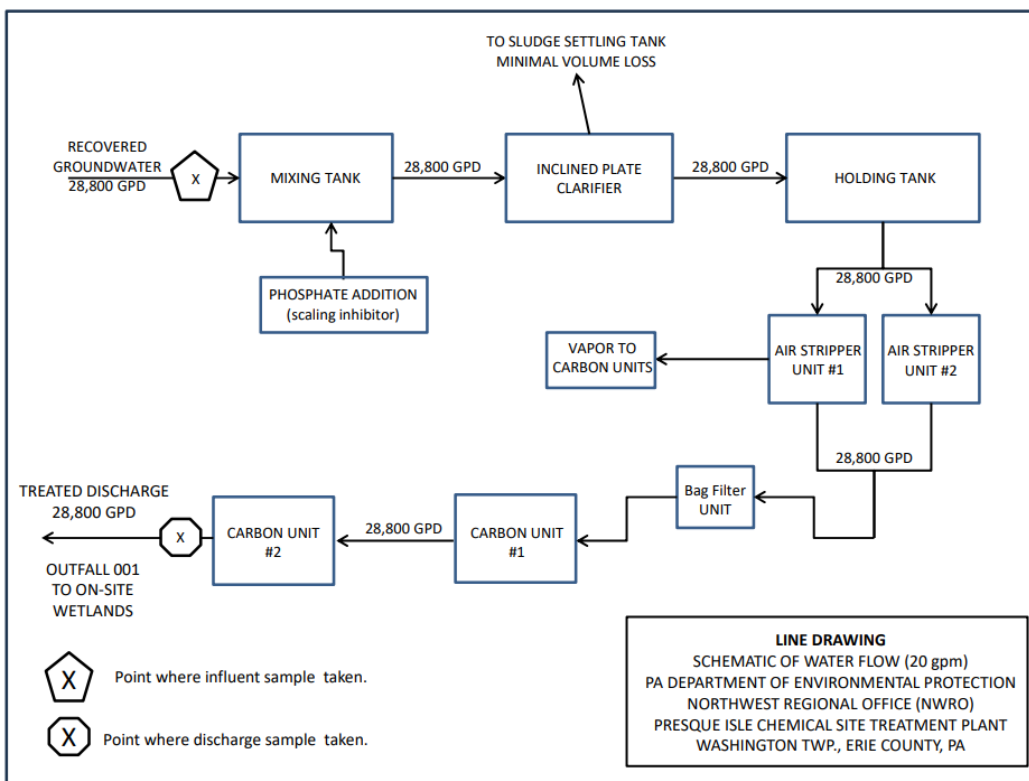 TO SLUDGE SETTLING TANK
MINIMAL VOLUME LOSS
RECOVERED
GROUNDWATER
28,800 GPD
X
MIXING TANK
28,800 GPD
INCLINED PLATE
CLARIFIER
28,800 GPD
HOLDING TANK
PHOSPHATE ADDITION
(scaling inhibitor)
28,800 GPD
VAPOR TO
CARBON UNITS
AIR STRIPPER
UNIT #1
AIR STRIPPER
UNIT #2
28,800 GPD
TREATED DISCHARGE
28,800 GPD
X
OUTFALL 001
TO ON-SITE
WETLANDS
CARBON UNIT
#2
28,800 GPD
CARBON UNIT
#1
Bag Filter
UNIT
X
Point where influent sample taken.
X
Point where discharge sample taken.
LINE DRAWING
SCHEMATIC OF WATER FLOW (20 gpm)
PA DEPARTMENT OF ENVIRONMENTAL PROTECTION
NORTHWEST REGIONAL OFFICE (NWRO)
PRESQUE ISLE CHEMICAL SITE TREATMENT PLANT
WASHINGTON TWP., ERIE COUNTY, PA